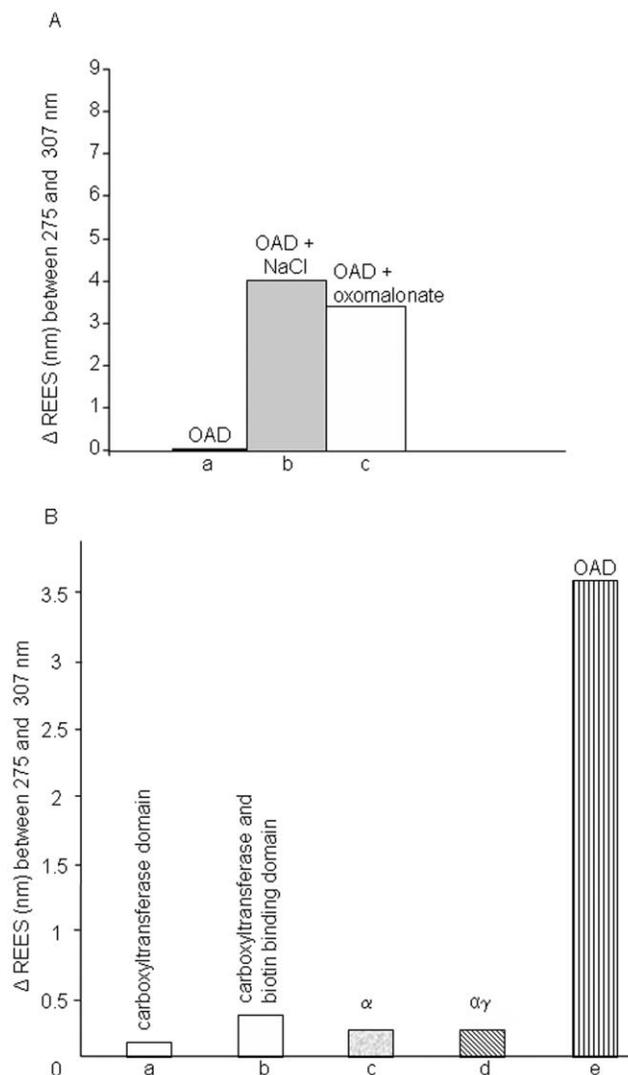 A
Δ REES (nm) between 275 and 307 nm
9
8
7
6
5
4
3
2
1
0
OAD
OAD +
NaCl
OAD +
oxomalonate
a
b
c
B
Δ REES (nm) between 275 and 307 nm
3.5
3
2.5
2
1.5
1
0.5
0
carboxyltransferase domain
carboxyltransferase and
biotin binding domain
α
αγ
OAD
a
b
c
d
e